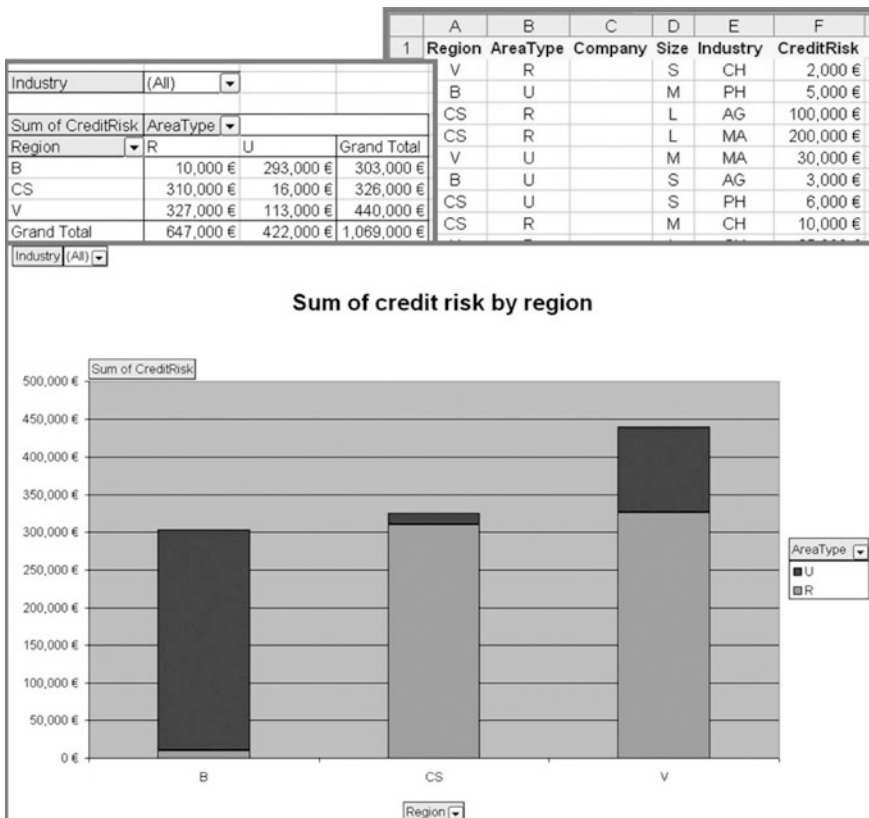 A B C D E F
1 Region AreaType Company Size Industry CreditRisk
V R S CH 2,000 €
B U M PH 5,000 €
CS R L AG 100,000 €
CS R L MA 200,000 €
V U M MA 30,000 €
B U S AG 3,000 €
CS U S PH 6,000 €
CS R M CH 10,000 €
Industry (All)
Sum of CreditRisk AreaType
Region R U Grand Total
B 10,000 € 293,000 € 303,000 €
CS 310,000 € 16,000 € 326,000 €
V 327,000 € 113,000 € 440,000 €
Grand Total 647,000 € 422,000 € 1,069,000 €
Industry (All)
Sum of credit risk by region
Sum of CreditRisk
500,000 €
450,000 €
400,000 €
350,000 €
300,000 €
250,000 €
200,000 €
150,000 €
100,000 €
50,000 €
0 €
B CS V
AreaType
U
R
Region